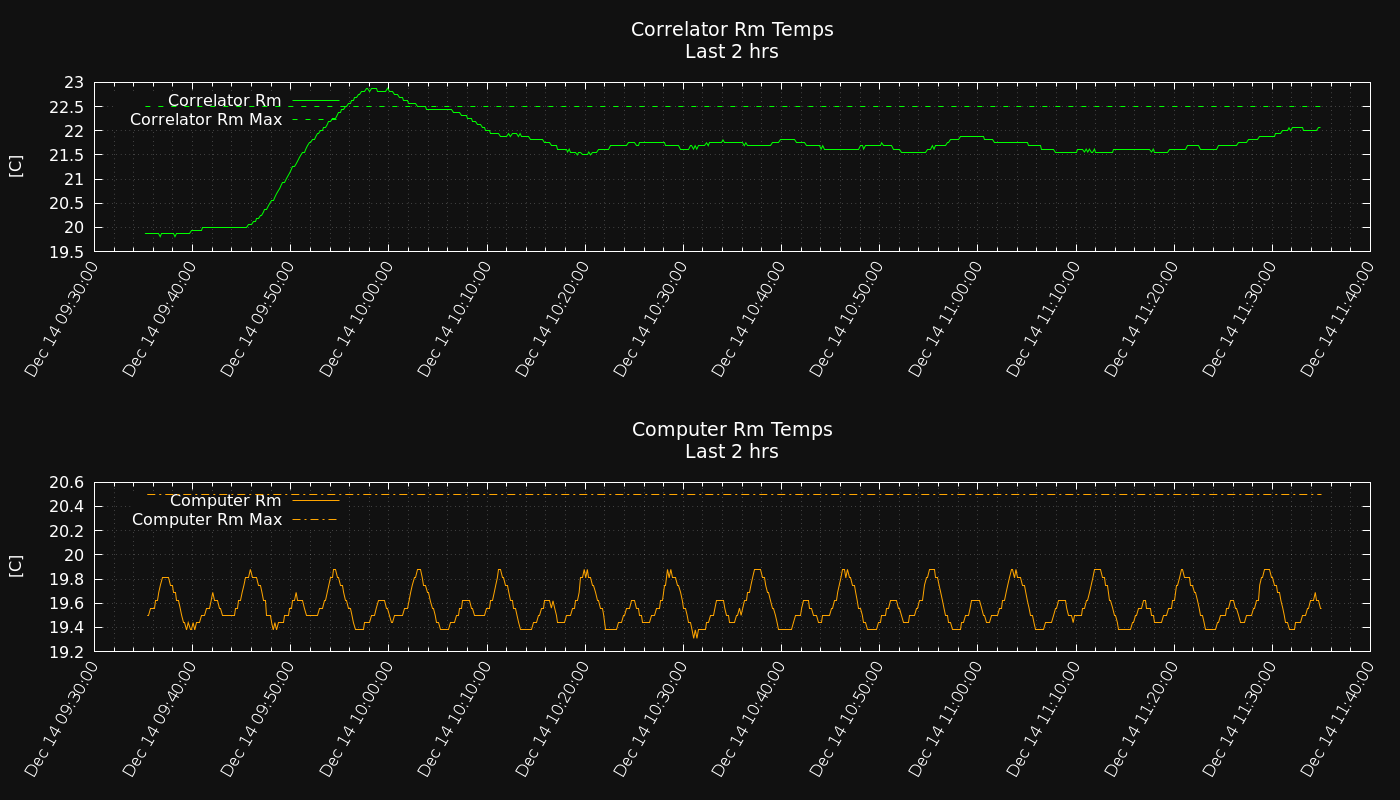 Correlator Rm Temps
Last 2 hrs
23
22.5
22
21.5
21
20.5
20
19.5
[C]
Correlator Rm
Correlator Rm Max
Dec 14 09:30:00
Dec 14 09:40:00
Dec 14 09:50:00
Dec 14 10:00:00
Dec 14 10:10:00
Dec 14 10:20:00
Dec 14 10:30:00
Dec 14 10:40:00
Dec 14 10:50:00
Dec 14 11:00:00
Dec 14 11:10:00
Dec 14 11:20:00
Dec 14 11:30:00
Dec 14 11:40:00
Computer Rm Temps
Last 2 hrs
20.6
20.4
20.2
20
19.8
19.6
19.4
19.2
[C]
Computer Rm
Computer Rm Max
Dec 14 09:30:00
Dec 14 09:40:00
Dec 14 09:50:00
Dec 14 10:00:00
Dec 14 10:10:00
Dec 14 10:20:00
Dec 14 10:30:00
Dec 14 10:40:00
Dec 14 10:50:00
Dec 14 11:00:00
Dec 14 11:10:00
Dec 14 11:20:00
Dec 14 11:30:00
Dec 14 11:40:00